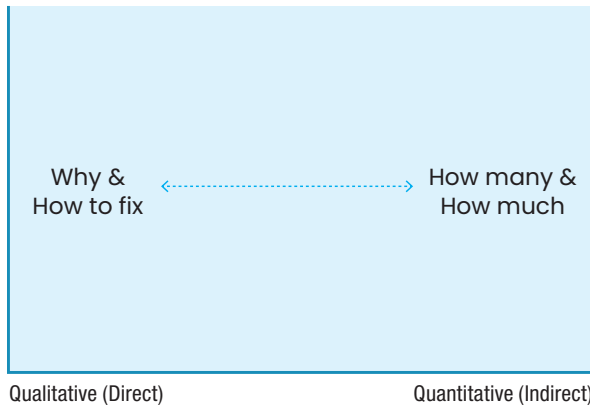 Why &
How to fix
How many &
How much
Qualitative (Direct)
Quantitative (Indirect)